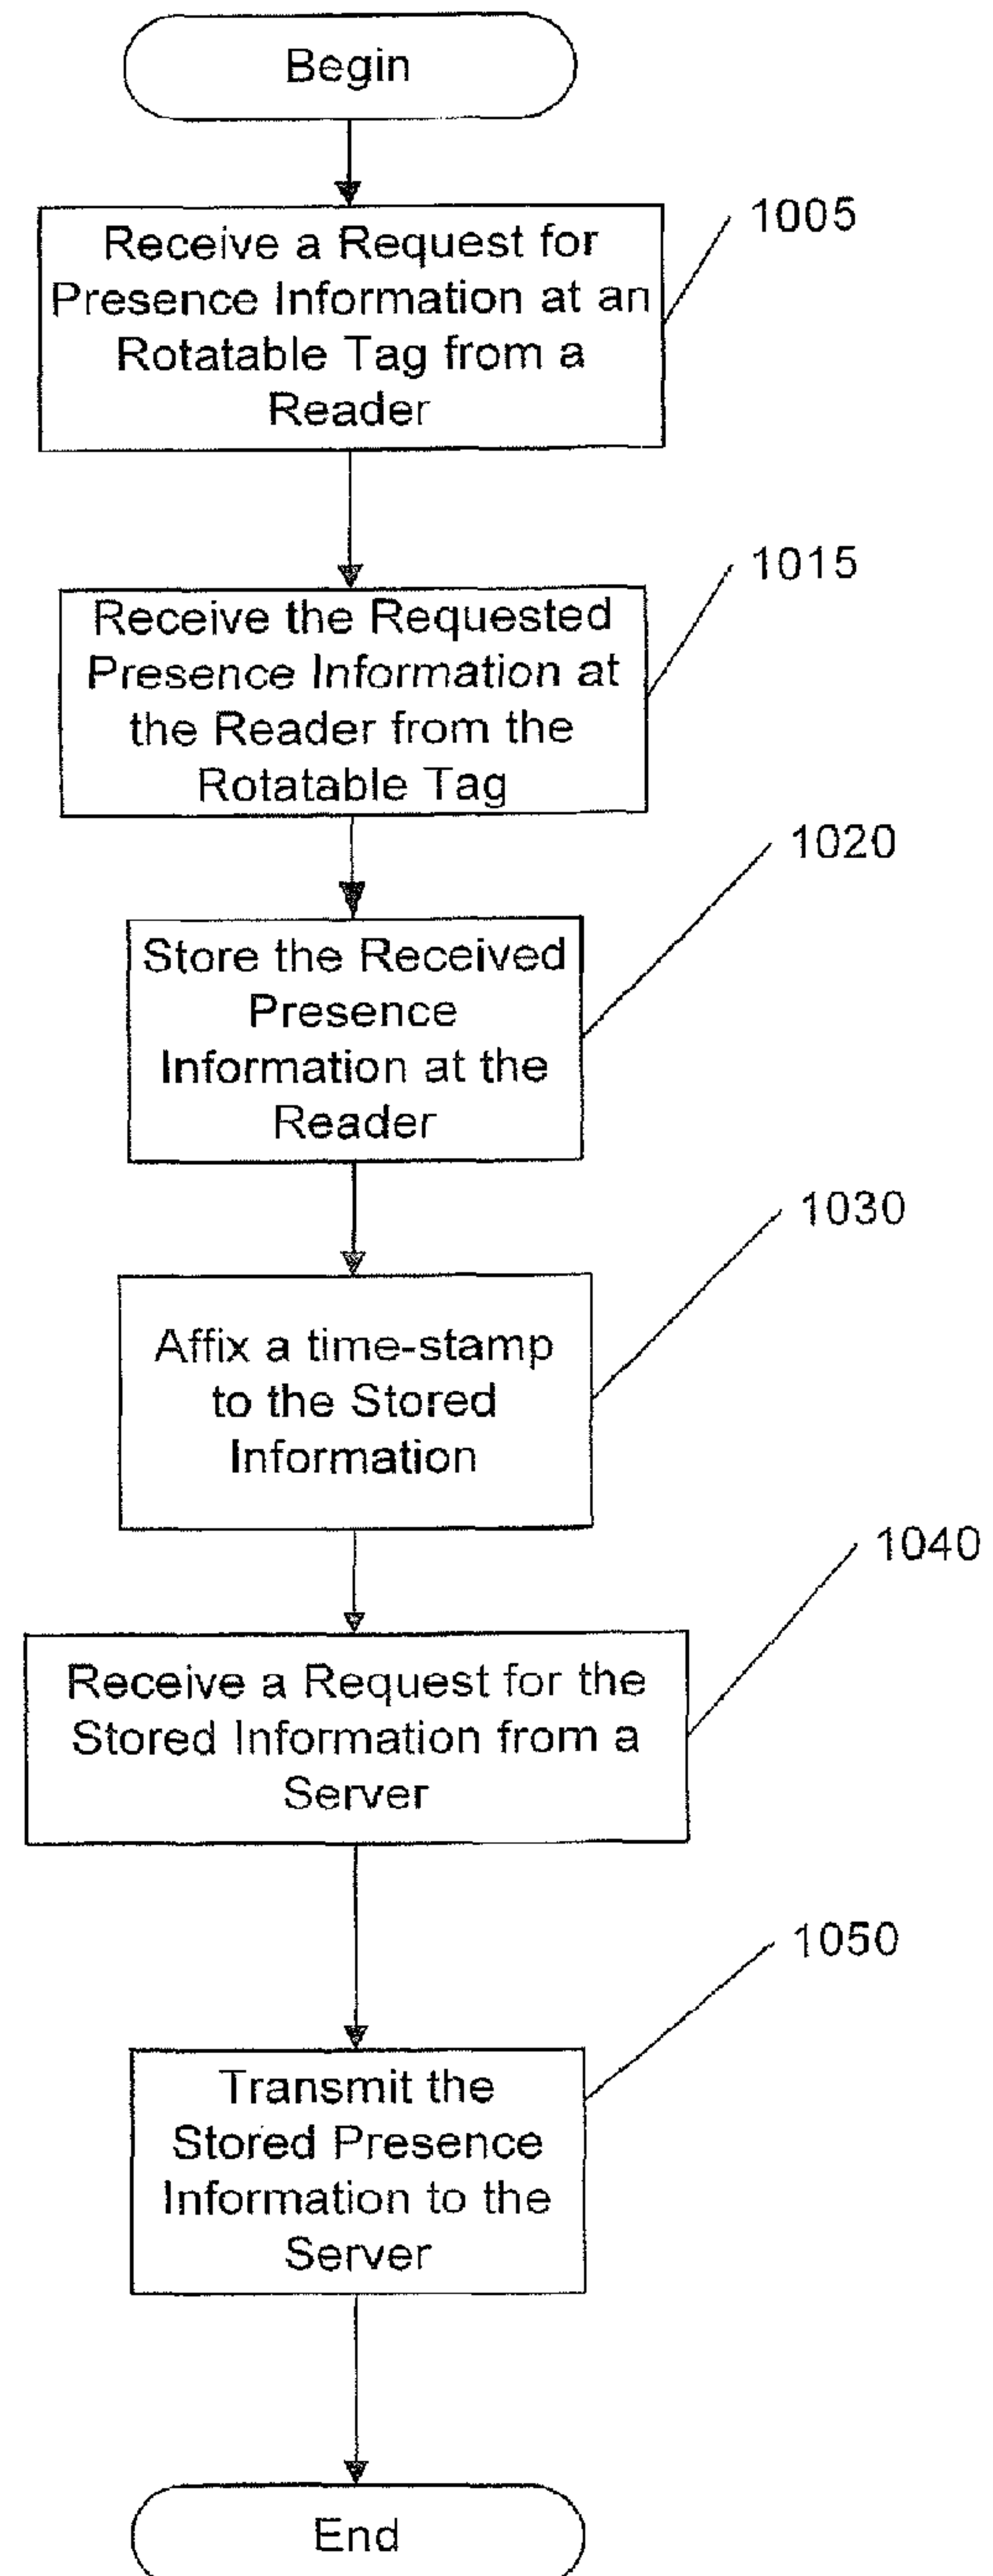 Begin
1005
Receive a Request for
Presence Information at an
Rotatable Tag from a
Reader
1015
Receive the Requested
Presence Information at
the Reader from the
Rotatable Tag
1020
Store the Received
Presence
Information at the
Reader
1030
Affix a time-stamp
to the Stored
Information
1040
Receive a Request for the
Stored Information from a
Server
1050
Transmit the
Stored Presence
Information to the
Server
End